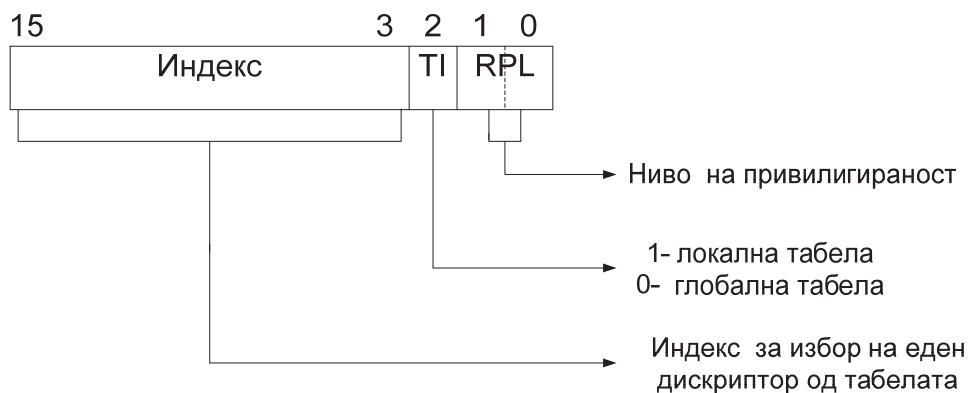 15 3 2 1 0
Индекс TI RPL
Ниво на привилигираност
1- локална табела
0- глобална табела
Индекс за избор на еден
дискриптор од табелата